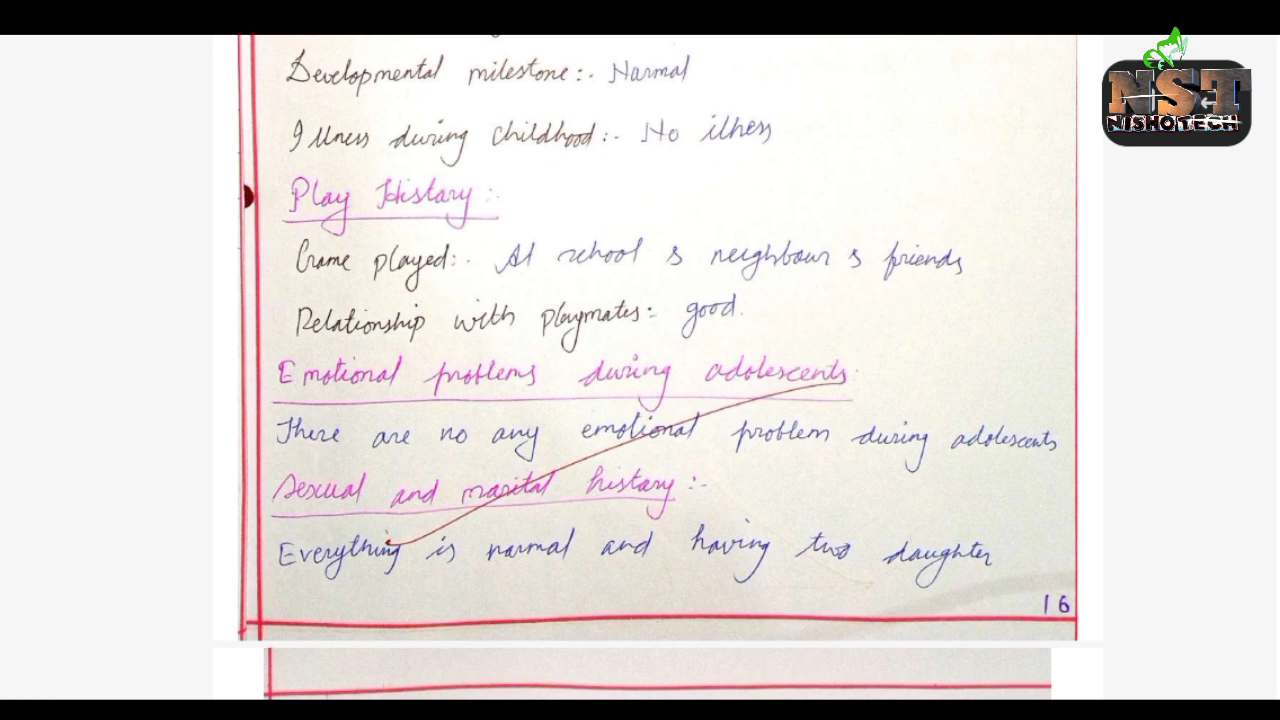 Developmental milestone:- Normal
Illness during childhood:- No illness
Play History:-
Game played:- At school & neighbour & friends
Relationship with playmates:- good.
Emotional problems during adolescents:
There are no any emotional problem during adolescents
Sexual and marital history:-
Everything is normal and having two daughter
16
NST
NISHO TECH